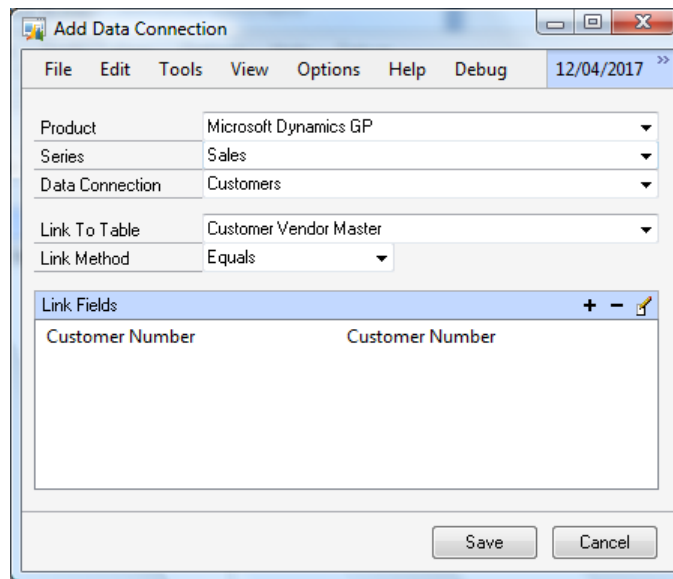 Add Data Connection
File Edit Tools View Options Help Debug 12/04/2017 »
Product Microsoft Dynamics GP
Series Sales
Data Connection Customers
Link To Table Customer Vendor Master
Link Method Equals
Link Fields
Customer Number Customer Number
Save Cancel